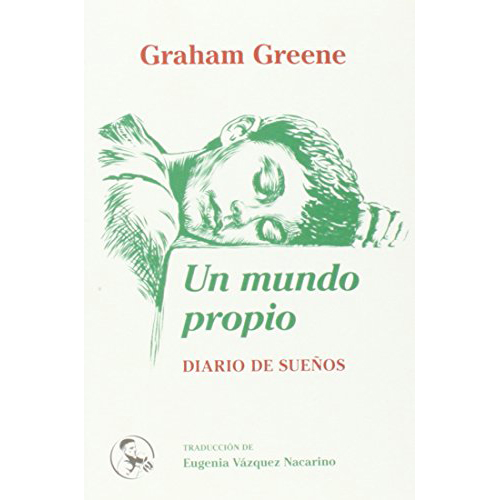 Graham Greene
Un mundo
propio
DIARIO DE SUEÑOS
TRADUCCIÓN DE
Eugenia Vázquez Nacarino